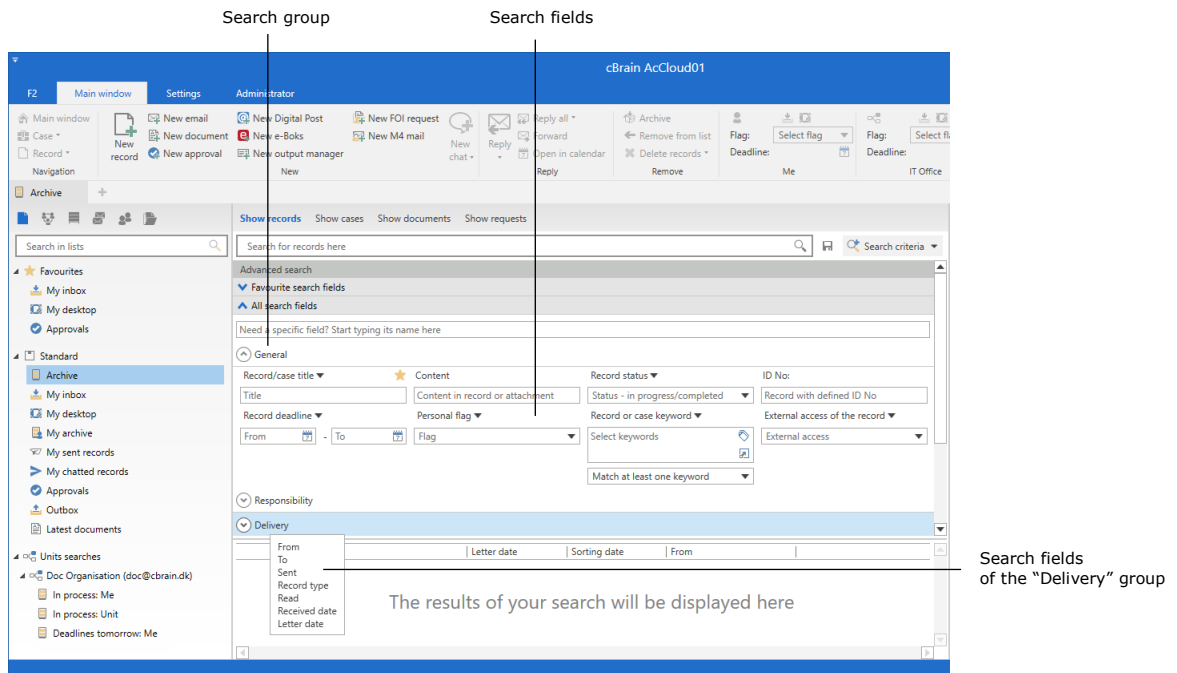 Search group
Search fields
cBrain AcCloud01
F2 Main window Settings Administrator
Main window
Case
Record
Navigation
New record
New email
New document
New approval
New Digital Post
New e-Boks
New output manager
New FOI request
New M4 mail
New
New chat
Reply
Reply all
Forward
Open in calendar
Reply
Archive
Remove from list
Delete records
Remove
Flag: Select flag
Deadline:
Me
Flag: Select fl
Deadline:
IT Office
Archive
Show records Show cases Show documents Show requests
Search in lists
Search for records here
Search criteria
Favourites
My inbox
My desktop
Approvals
Standard
Archive
My inbox
My desktop
My archive
My sent records
My chatted records
Approvals
Outbox
Latest documents
Units searches
Doc Organisation (doc@cbrain.dk)
In process: Me
In process: Unit
Deadlines tomorrow: Me
Advanced search
Favourite search fields
All search fields
Need a specific field? Start typing its name here
General
Record/case title Content Record status ID No:
Title Content in record or attachment Status - in progress/completed Record with defined ID No
Record deadline Personal flag Record or case keyword External access of the record
From - To Flag Select keywords External access
Match at least one keyword
Responsibility
Delivery
Letter date Sorting date From
From
To
Sent
Record type
Read
Received date
Letter date
The results of your search will be displayed here
Search fields
of the “Delivery” group